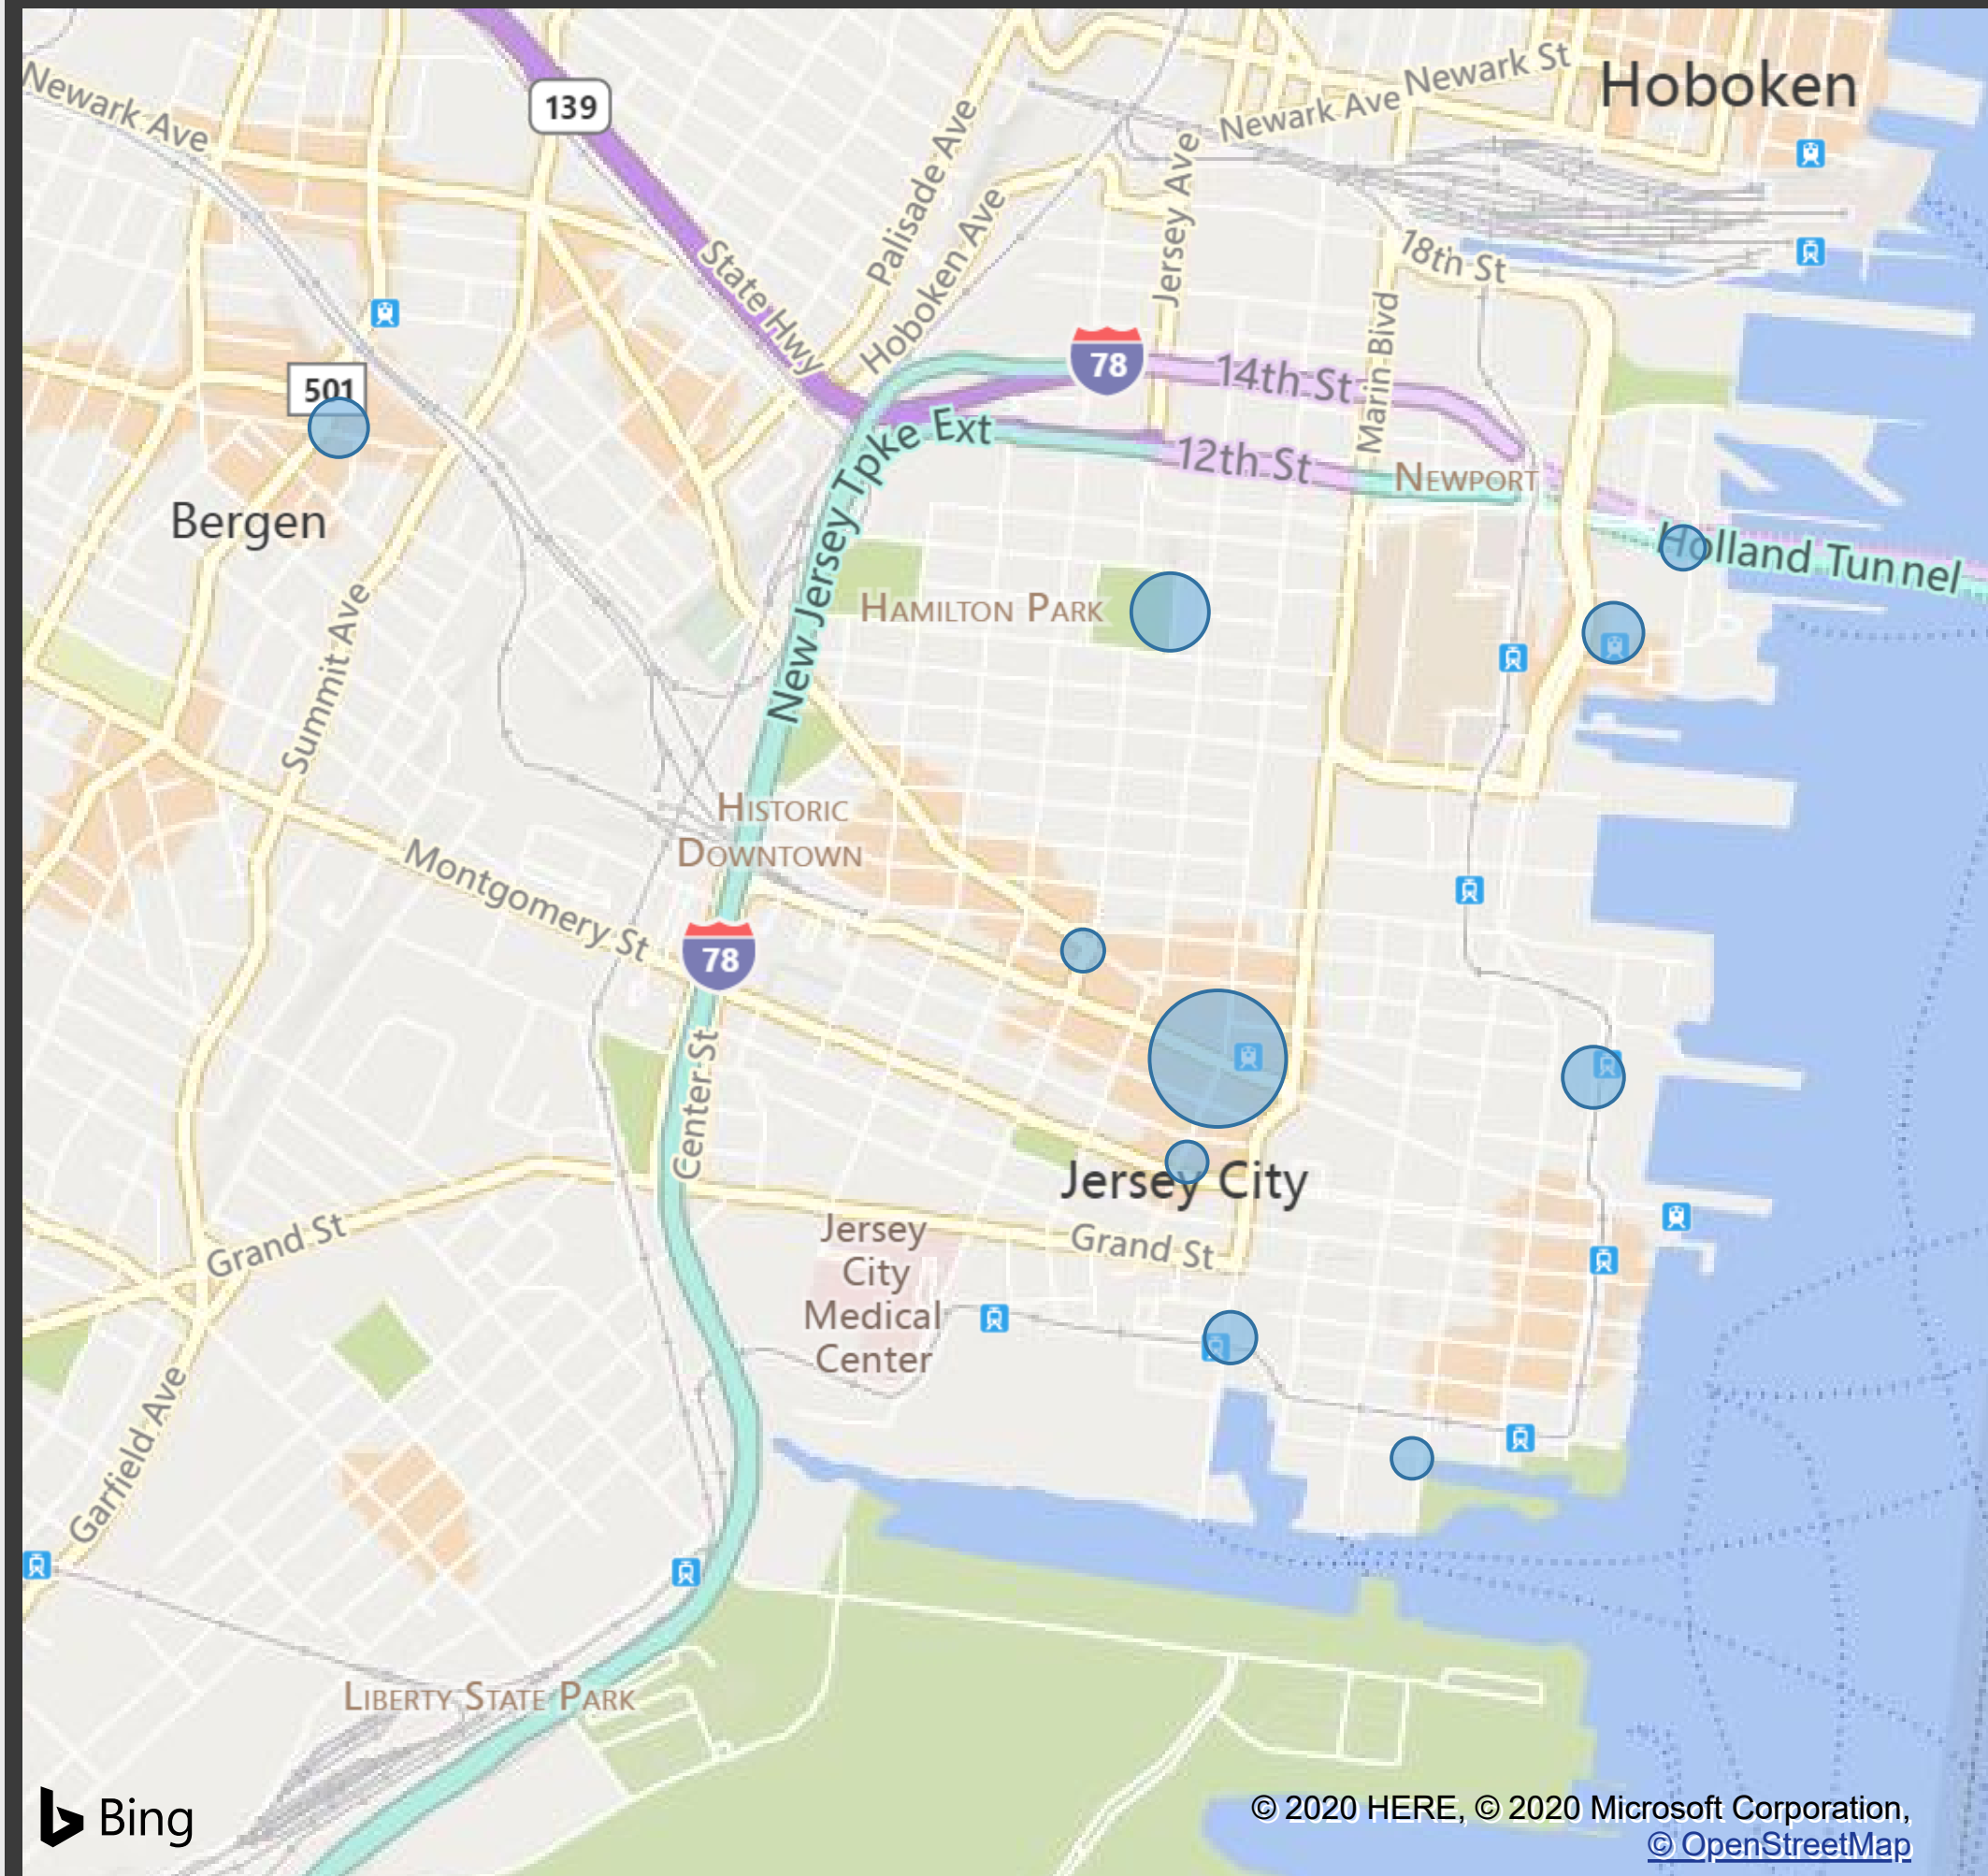 Newark St
Hoboken
Newark Ave
139
Newark Ave
Palisade Ave
Jersey Ave
Hoboken Ave
18th St
State Hwy
78
14th St
Marin Blvd
501
New Jersey Tpke Ext
12th St
NEWPORT
Bergen
Holland Tunnel
HAMILTON PARK
Summit Ave
HISTORIC
DOWNTOWN
Montgomery St
78
Center St
Jersey City
Grand St
Jersey
City
Medical
Center
Grand St
Garfield Ave
LIBERTY STATE PARK
Bing
© 2020 HERE, © 2020 Microsoft Corporation,
© OpenStreetMap